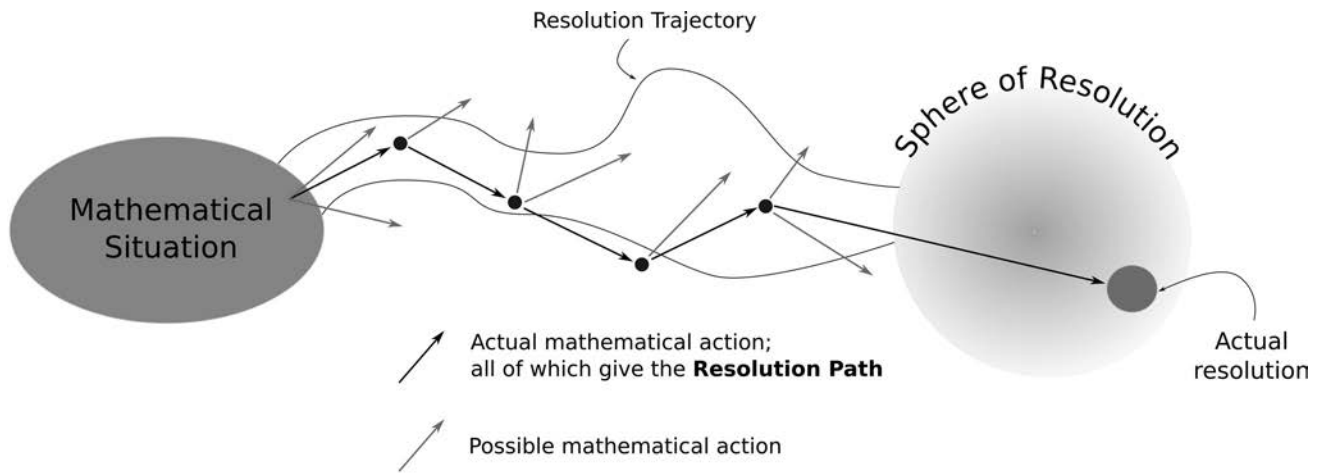 Resolution Trajectory
Sphere of Resolution
Mathematical
Situation
Actual mathematical action;
all of which give the Resolution Path
Actual
resolution
Possible mathematical action